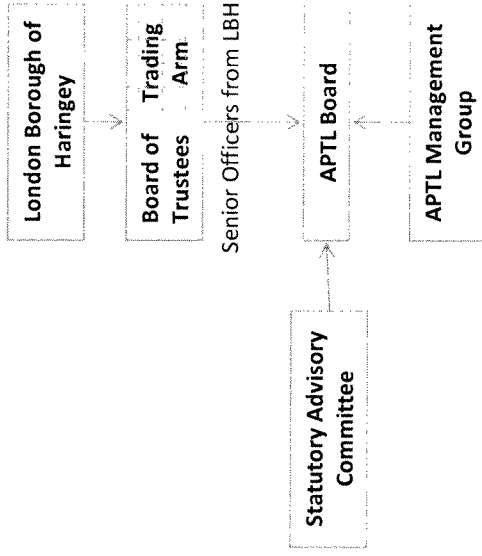 London Borough of
Haringey
Board of
Trustees
Trading
Arm
Senior Officers from LBH
APTL Board
APTL Management
Group
Statutory Advisory
Committee